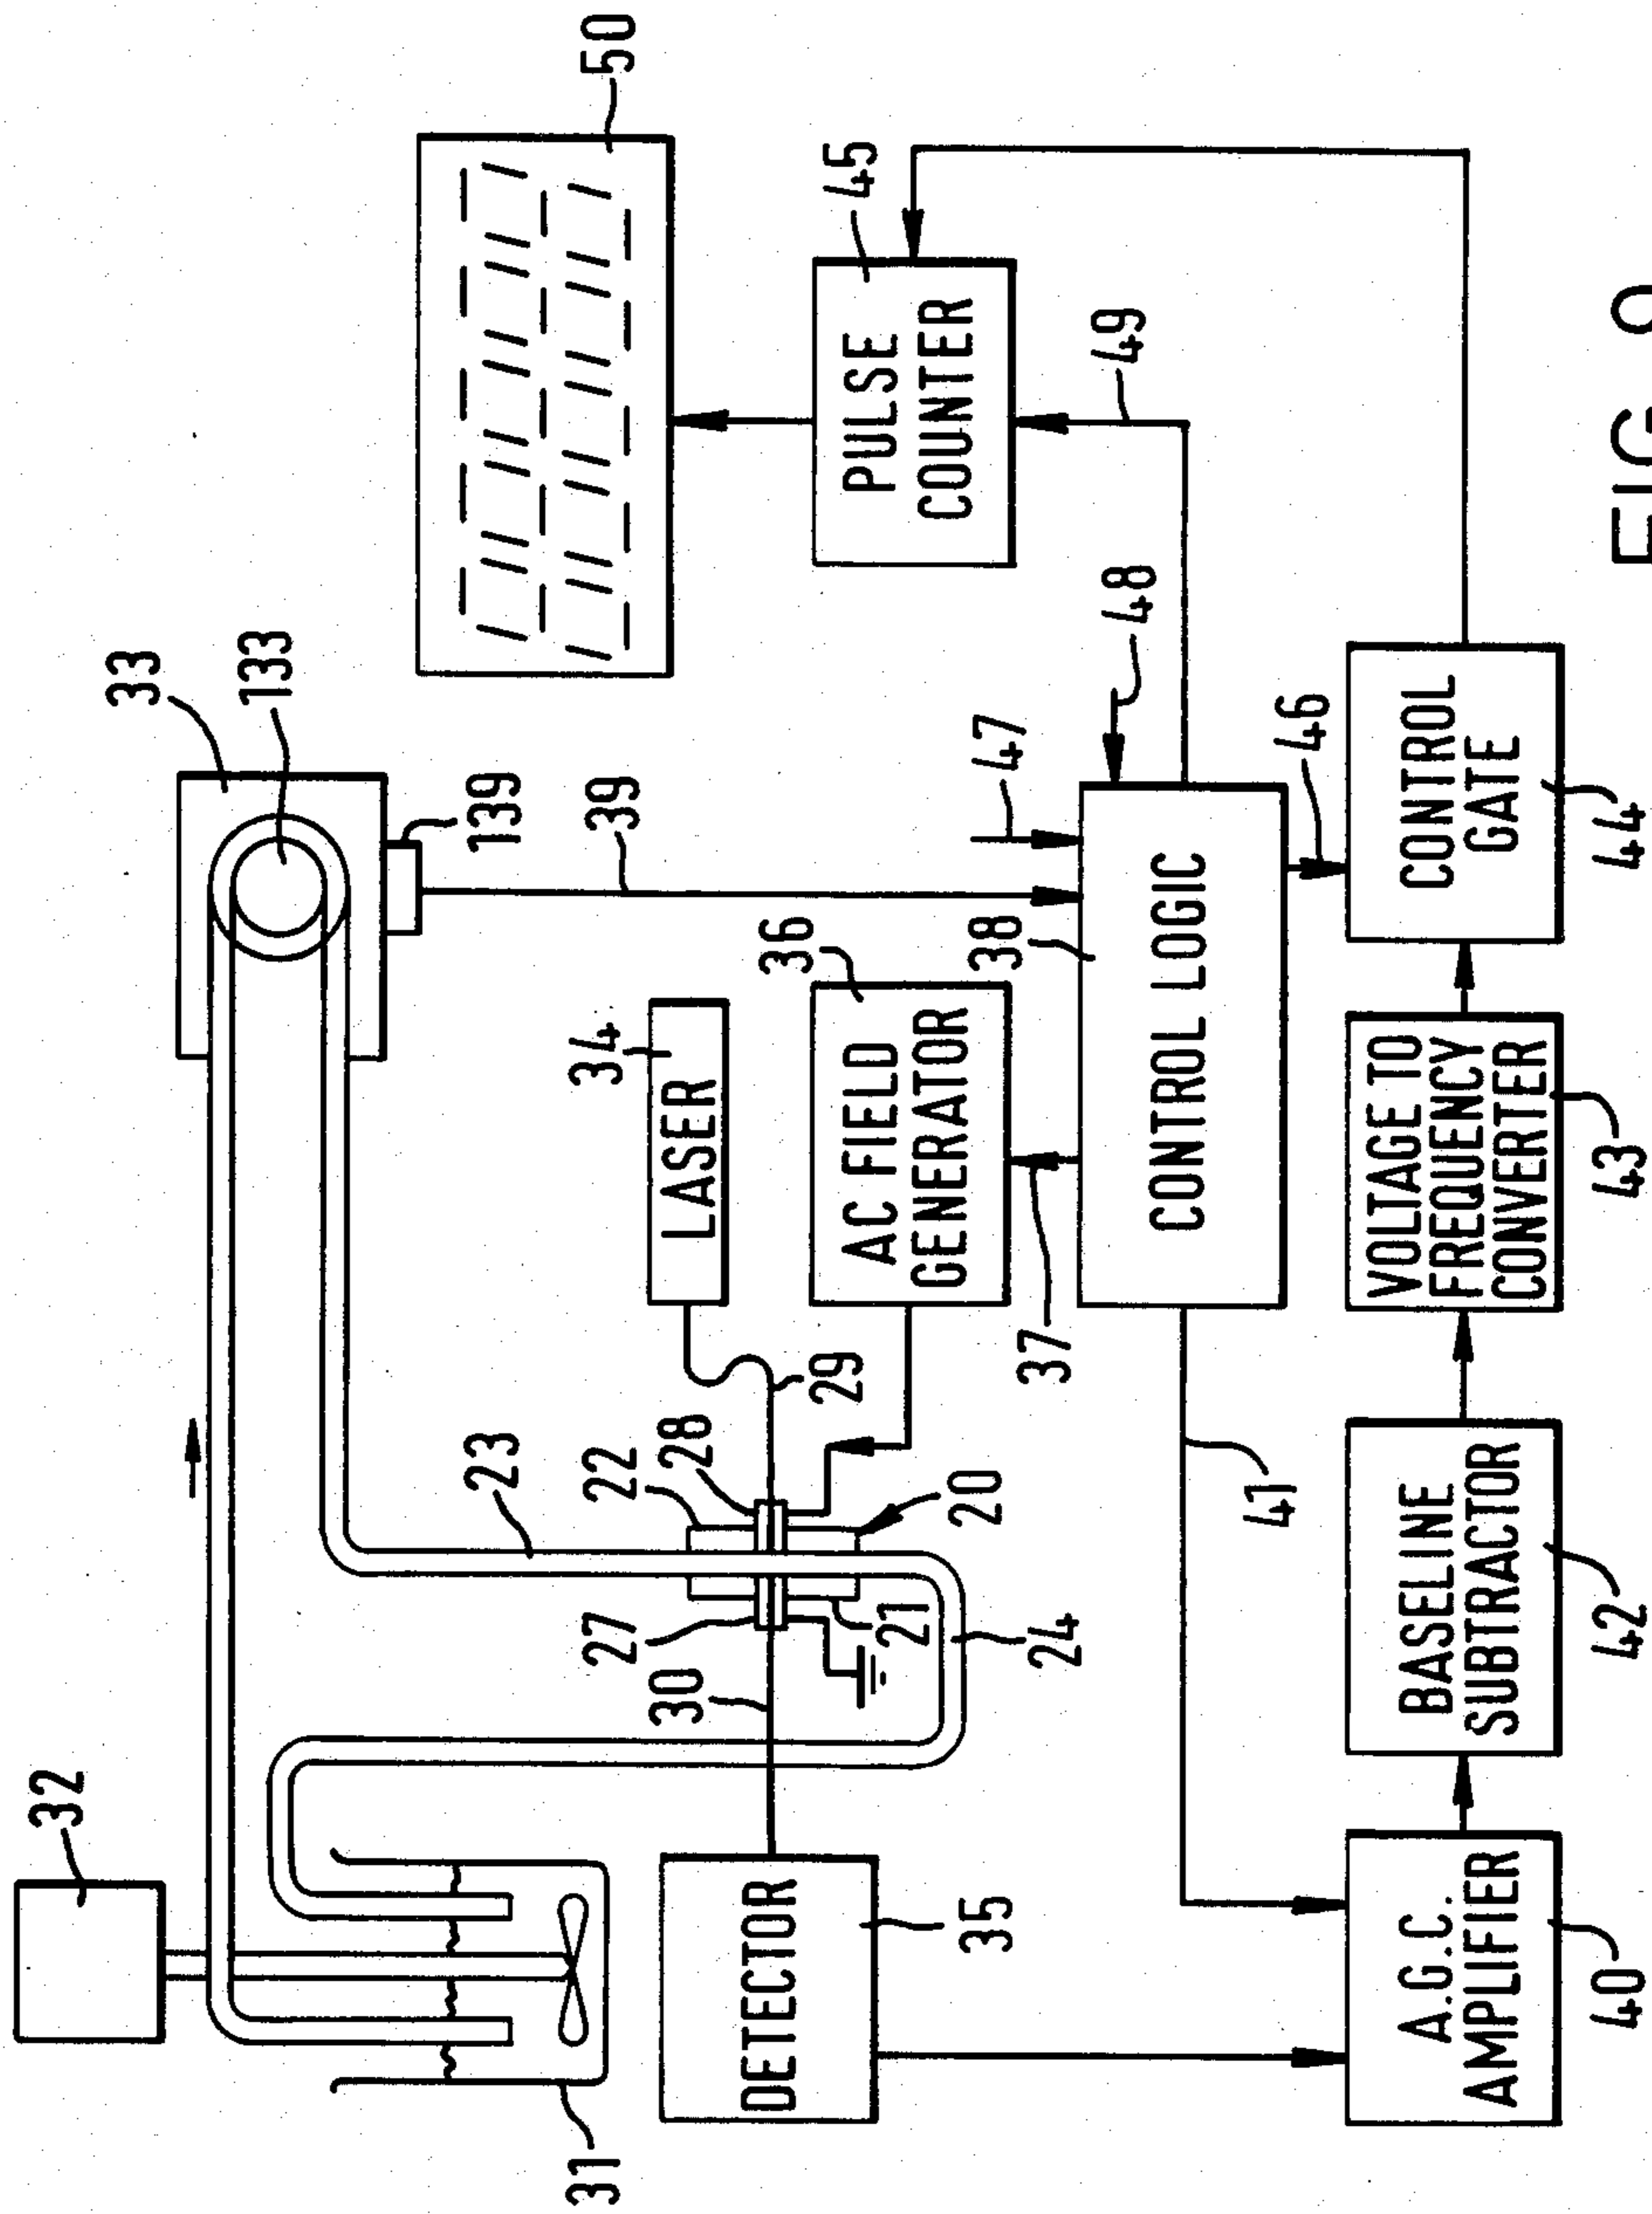 32
33
133
23
139
31
27
22
34
39
50
30
28
LASER
DETECTOR
29
36
45
21
AC FIELD
GENERATOR
PULSE
COUNTER
35
20
38
47
24
37
49
48
CONTROL LOGIC
41
46
A.G.C.
AMPLIFIER
BASELINE
SUBTRACTOR
VOLTAGE TO
FREQUENCY
CONVERTER
CONTROL
GATE
40
42
43
44
FIG